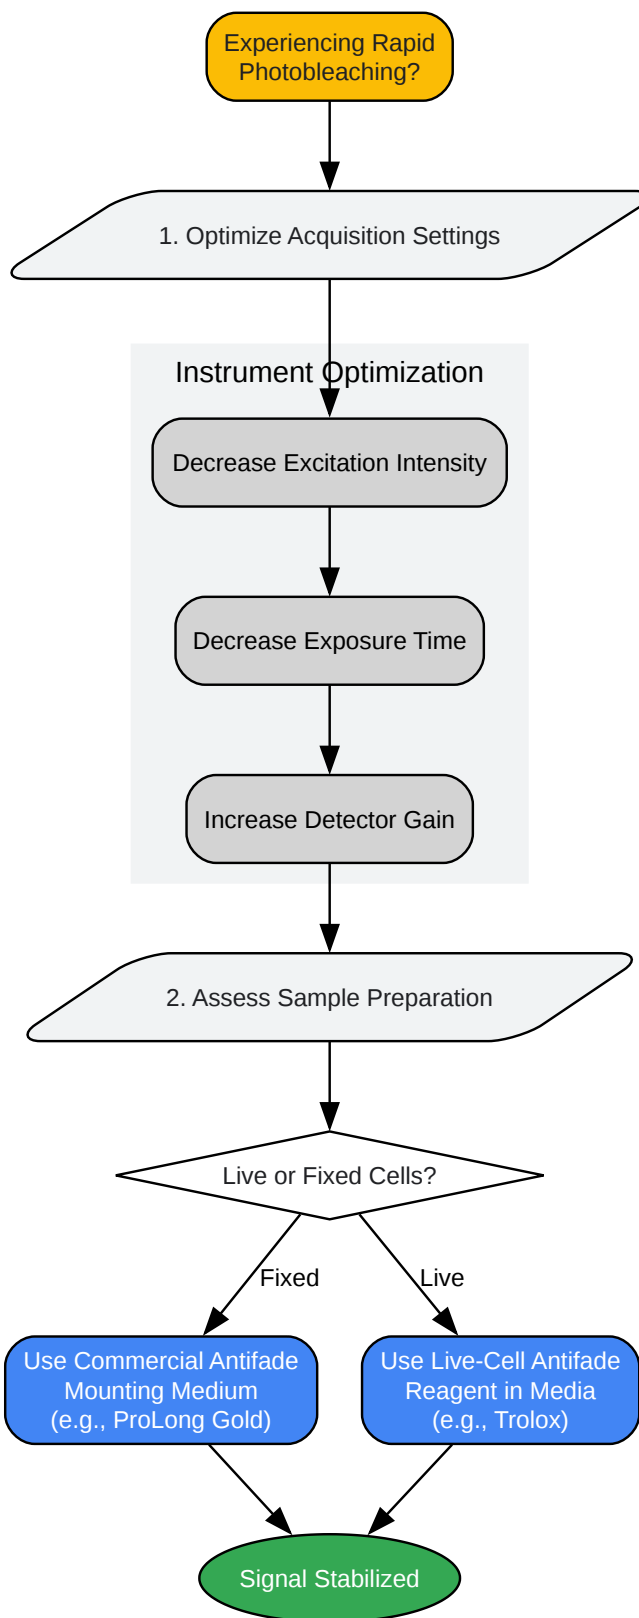 Experiencing Rapid
Photobleaching?
1. Optimize Acquisition Settings
Instrument Optimization
Decrease Excitation Intensity
Decrease Exposure Time
Increase Detector Gain
2. Assess Sample Preparation
Live or Fixed Cells?
Fixed
Live
Use Commercial Antifade
Mounting Medium
(e.g., ProLong Gold)
Use Live-Cell Antifade
Reagent in Media
(e.g., Trolox)
Signal Stabilized